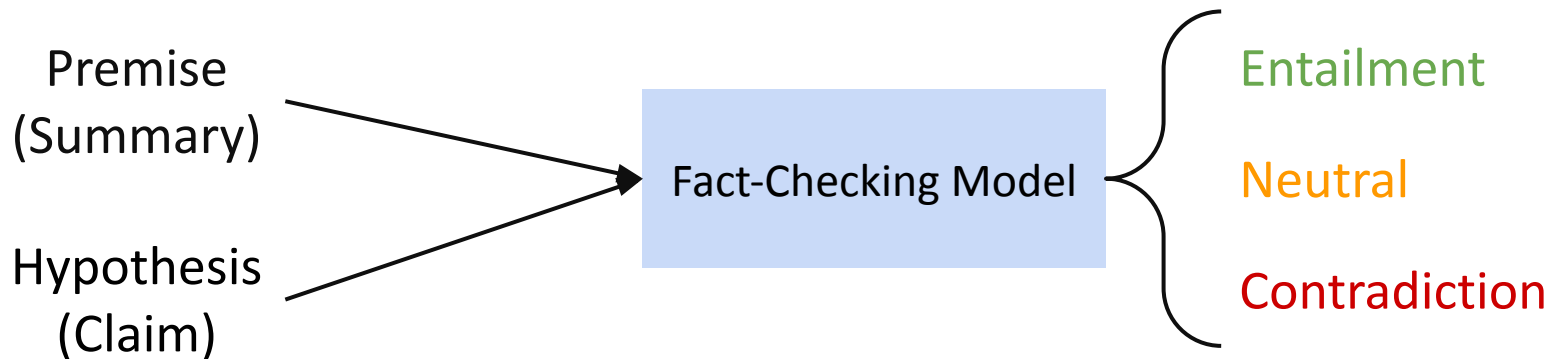 Premise
(Summary)
Hypothesis
(Claim)
Fact-Checking Model
Entailment
Neutral
Contradiction